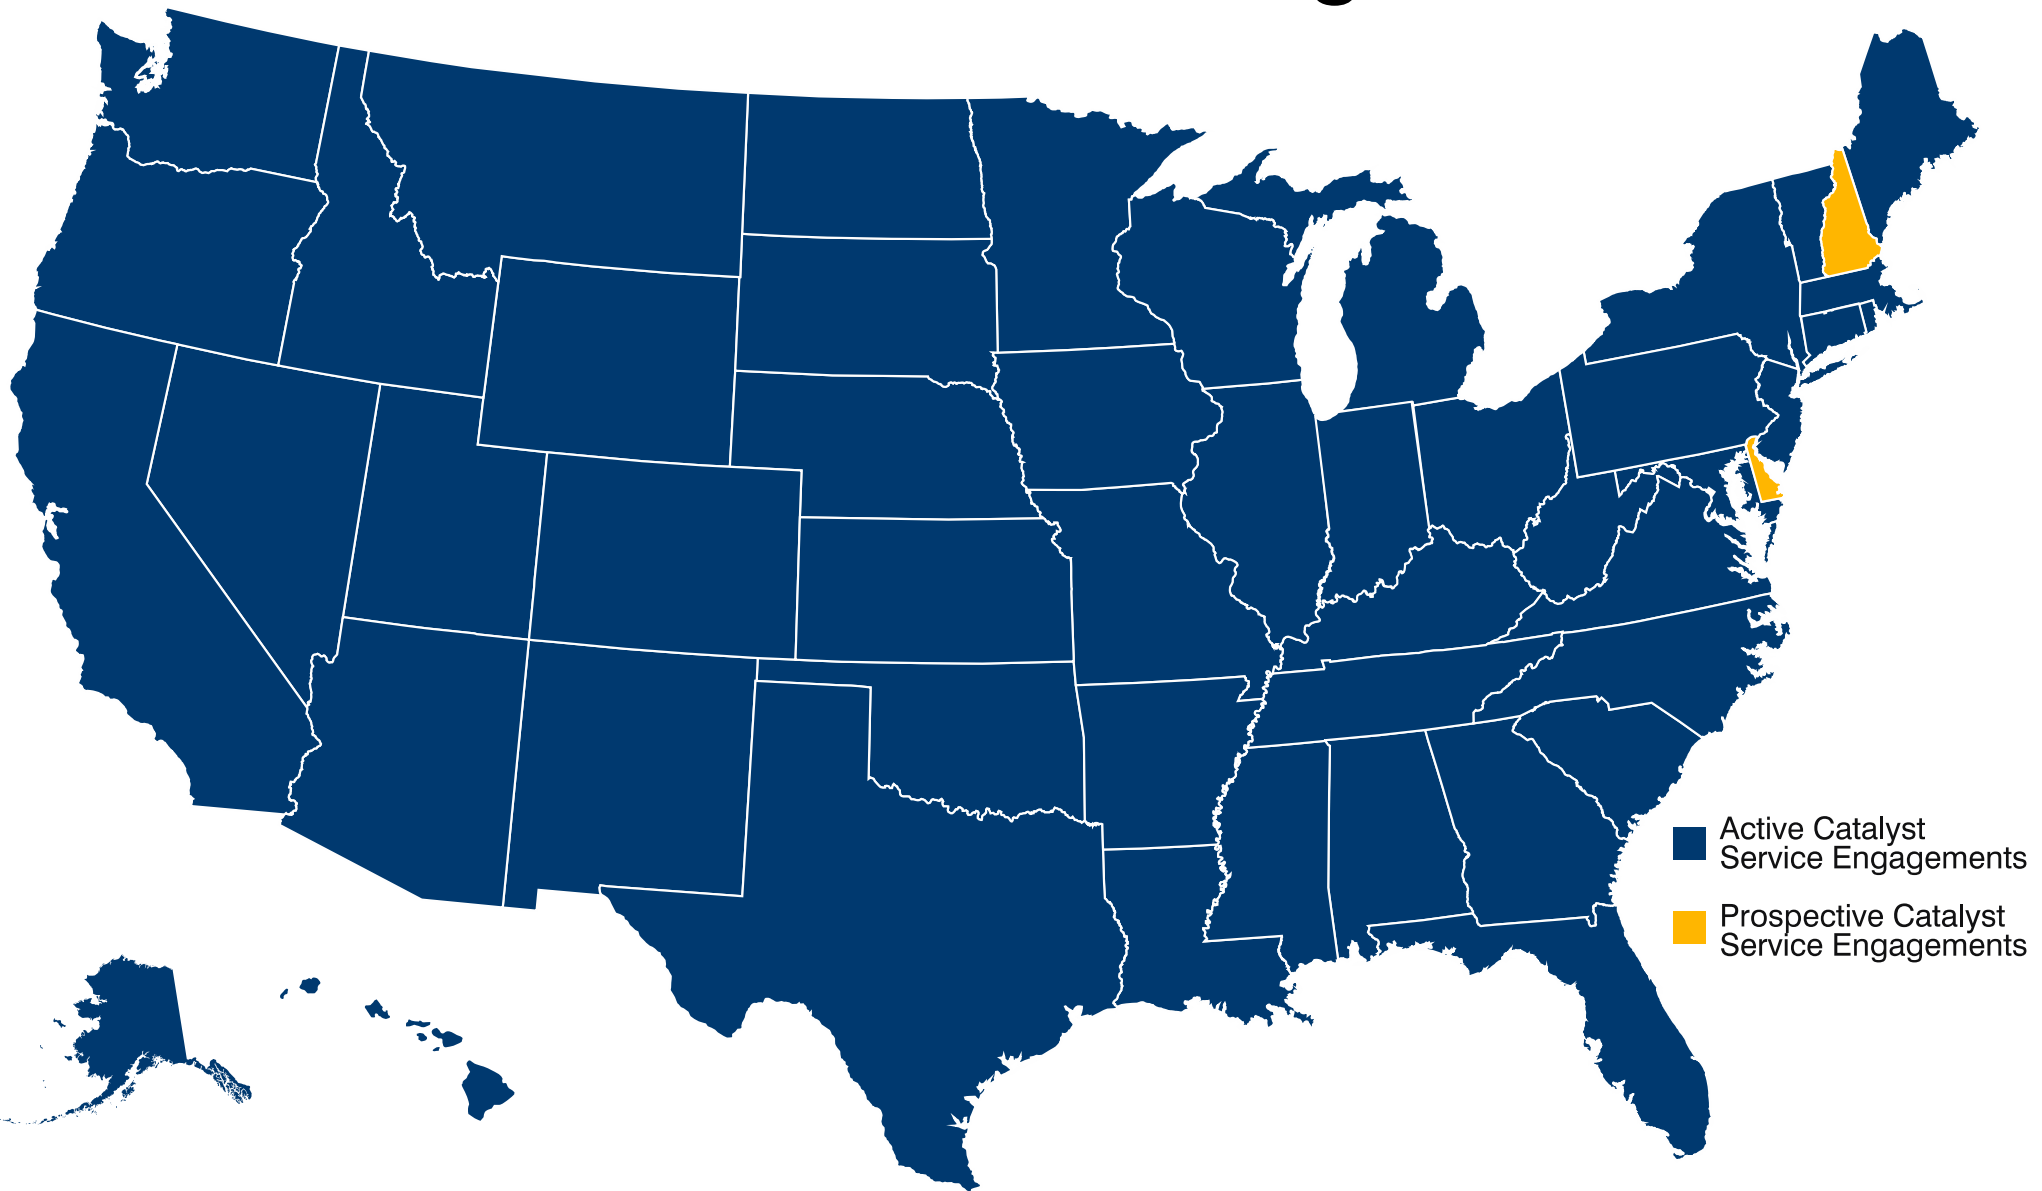 Active Catalyst
Service Engagements
Prospective Catalyst
Service Engagements